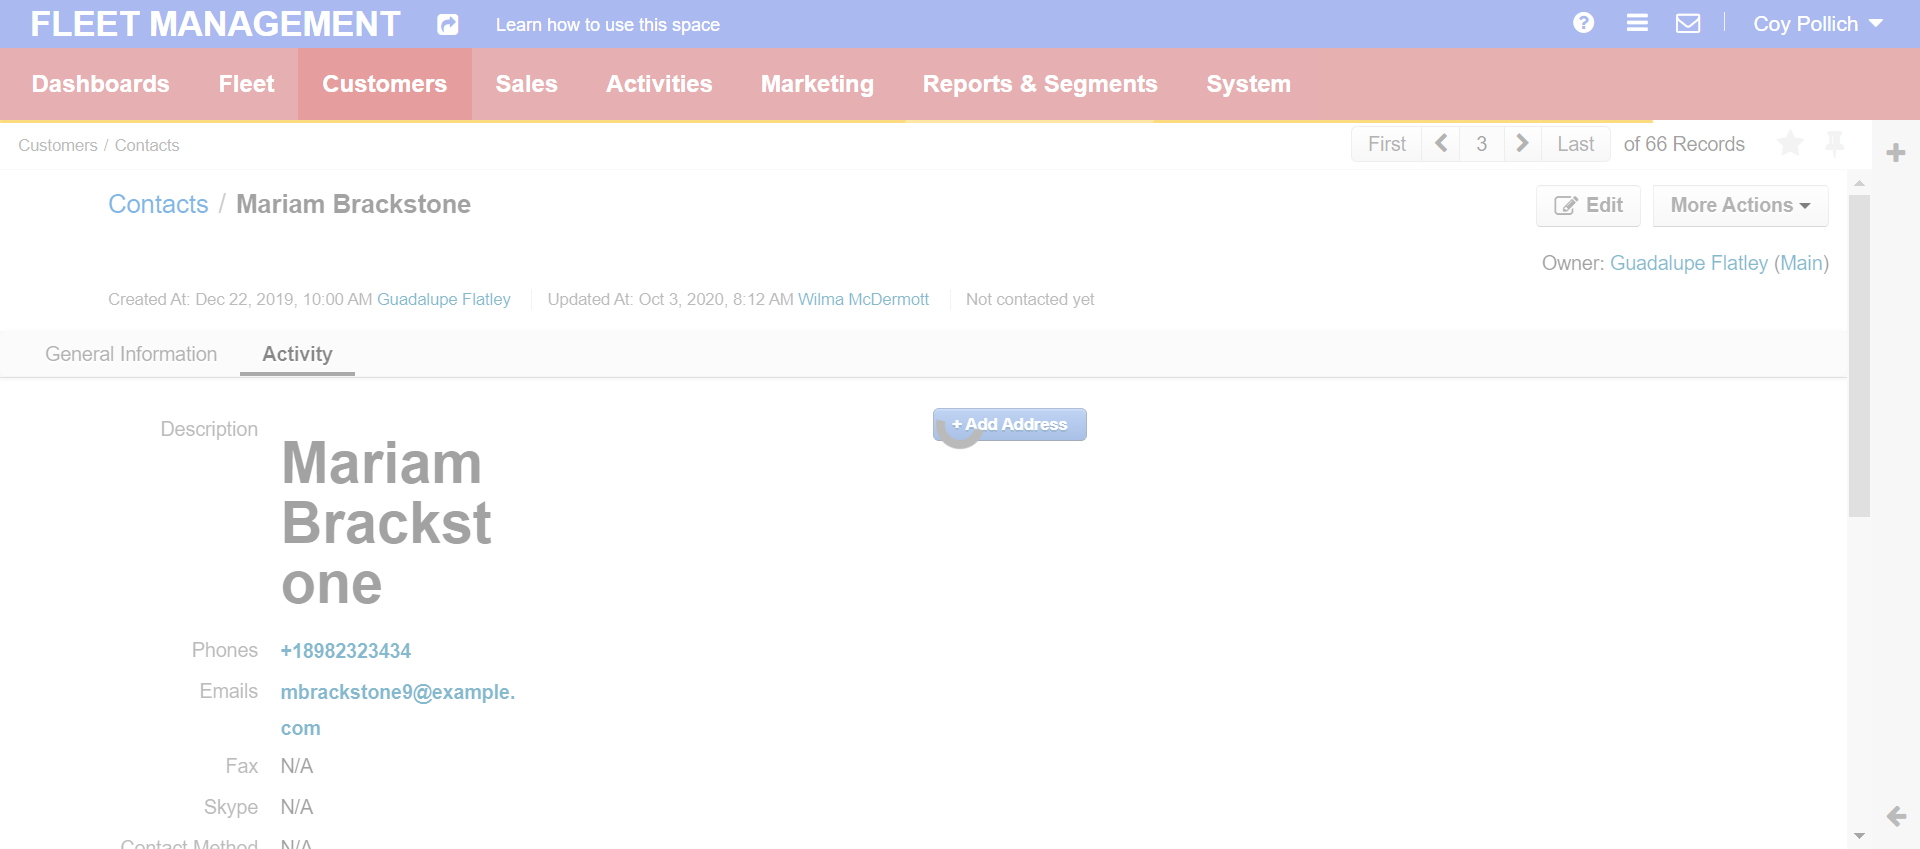 FLEET MANAGEMENT Learn how to use this space Coy Pollich
Dashboards Fleet Customers Sales Activities Marketing Reports & Segments System
Customers / Contacts First 3 Last of 66 Records
Contacts / Mariam Brackstone Edit More Actions
Owner: Guadalupe Flatley (Main)
Created At: Dec 22, 2019, 10:00 AM Guadalupe Flatley Updated At: Oct 3, 2020, 8:12 AM Wilma McDermott Not contacted yet
General Information Activity
Description + Add Address
Mariam
Brackst
one
Phones +18982323434
Emails mbrackstone9@example.
com
Fax N/A
Skype N/A
Contact Method N/A